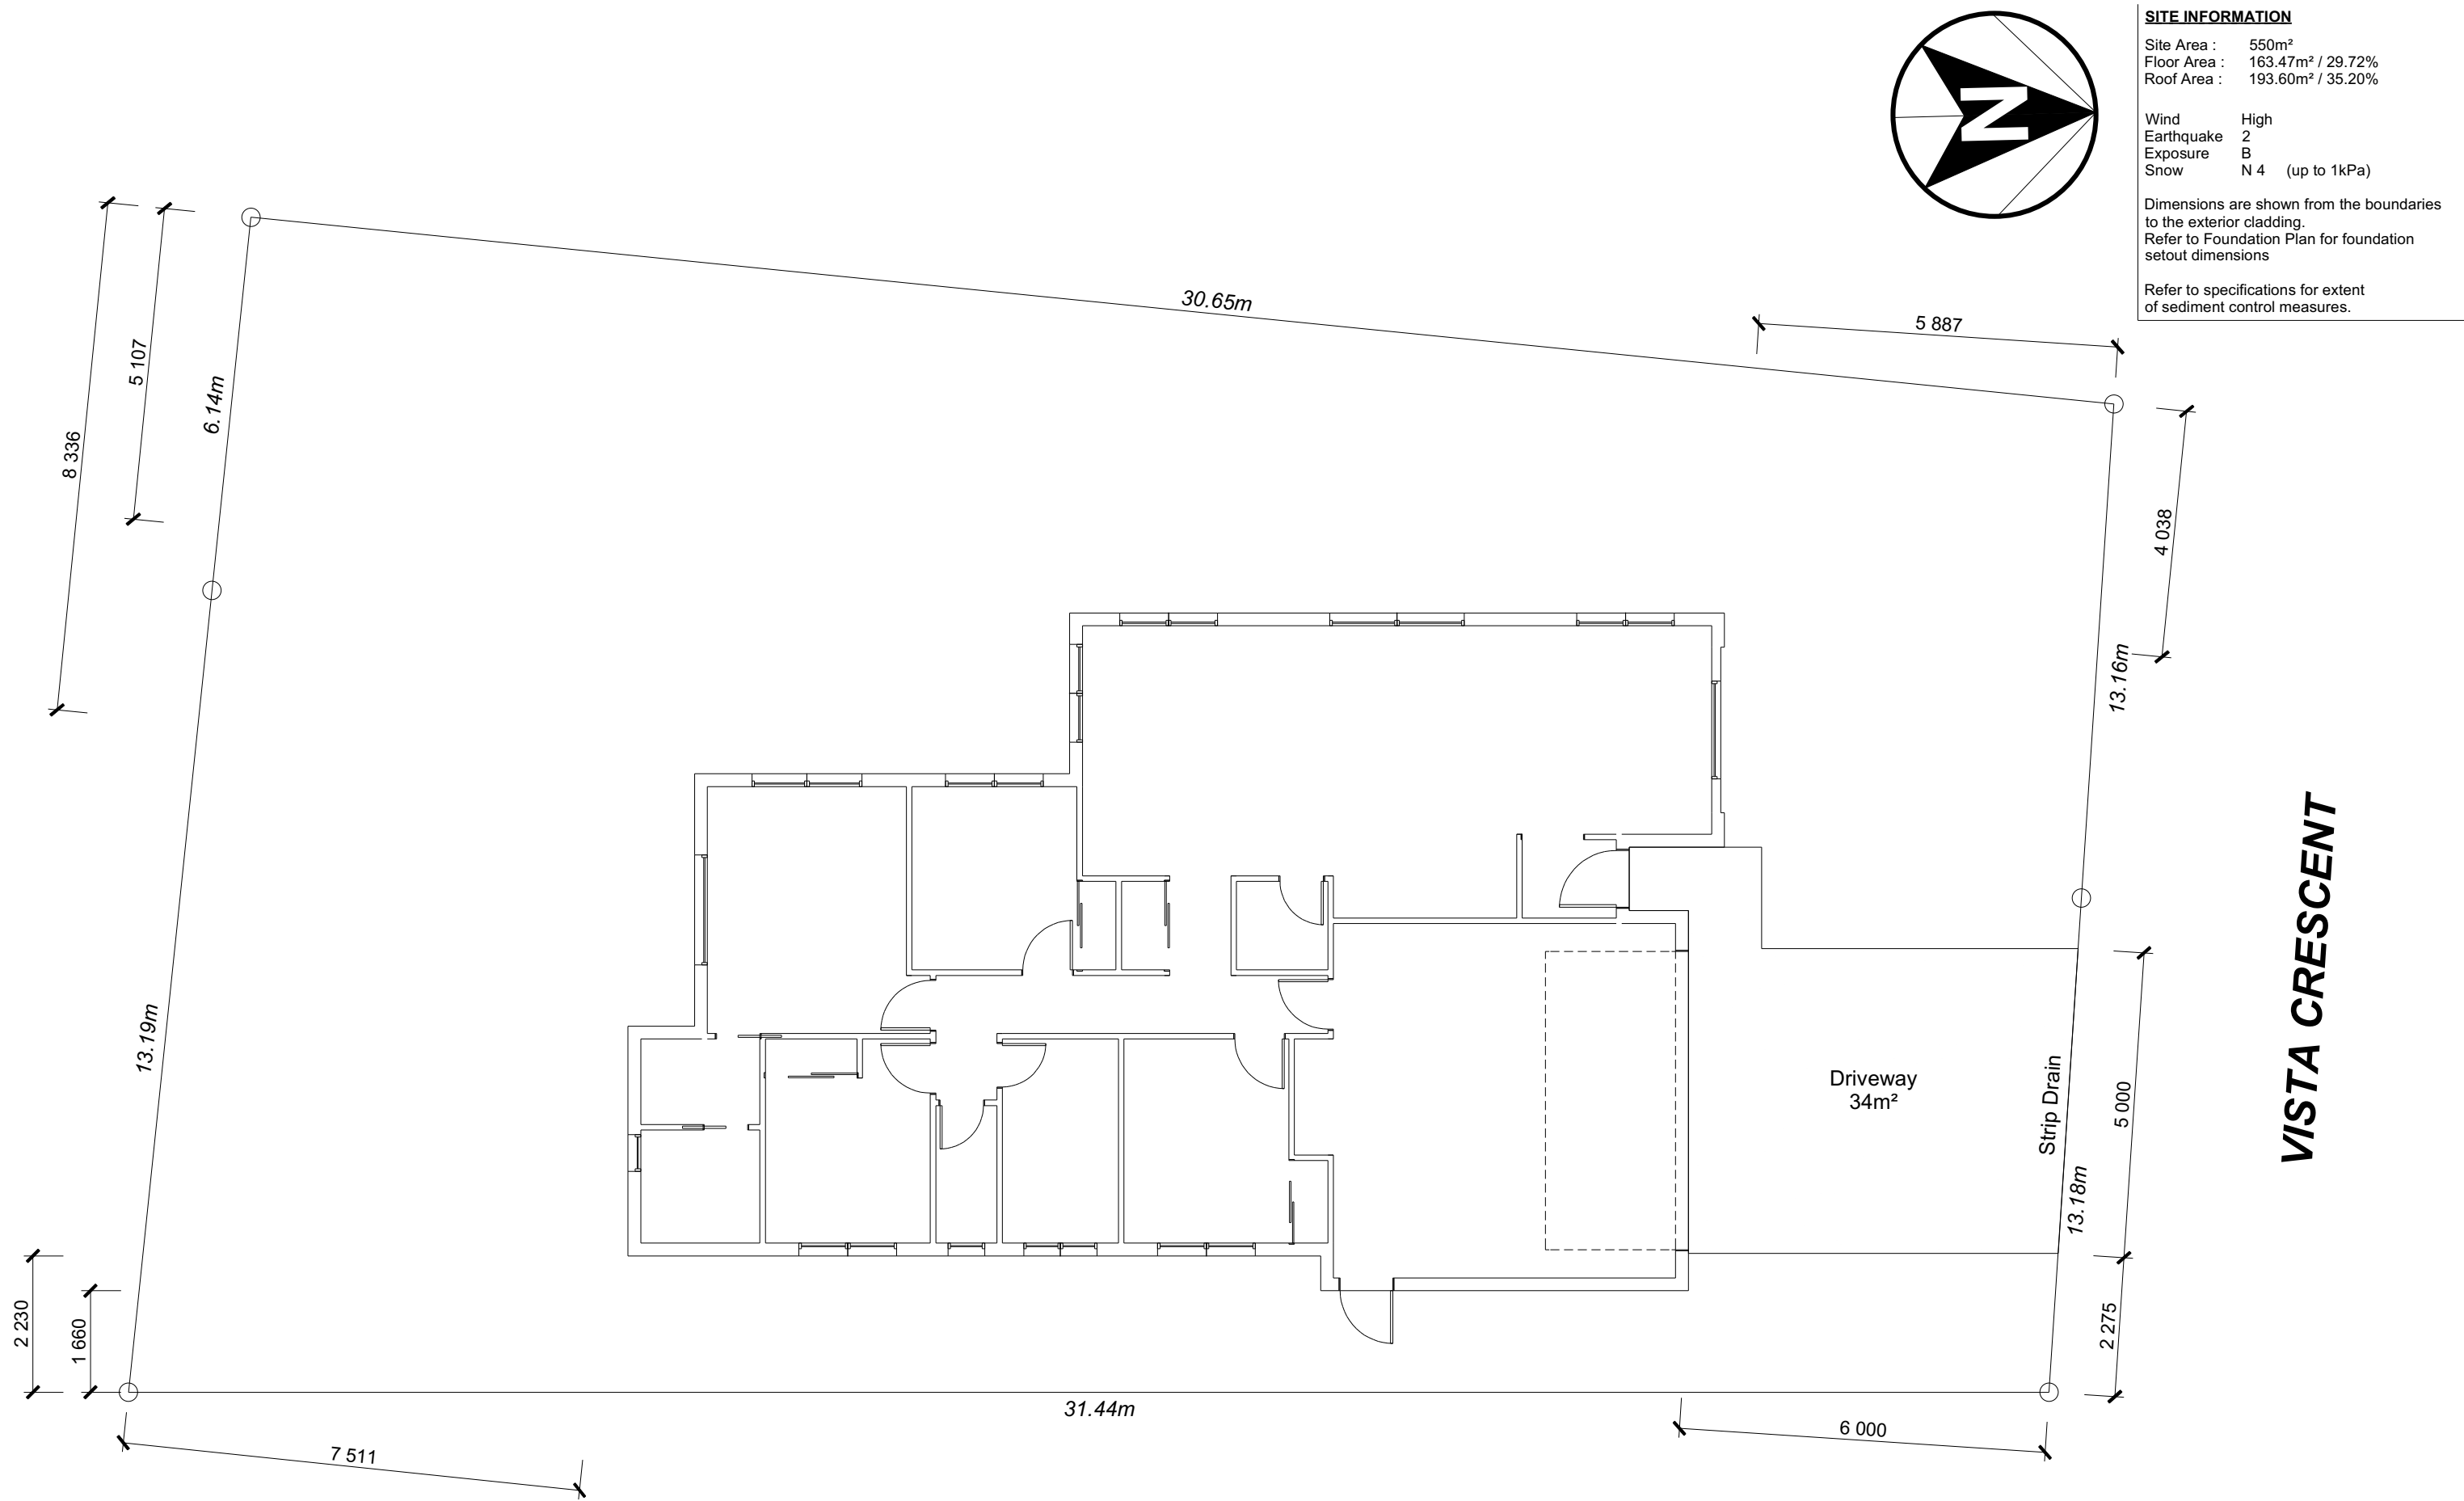 N
SITE INFORMATION
Site Area : 550m²
Floor Area : 163.47m² / 29.72%
Roof Area : 193.60m² / 35.20%
Wind High
Earthquake 2
Exposure B
Snow N 4 (up to 1kPa)
Dimensions are shown from the boundaries
to the exterior cladding.
Refer to Foundation Plan for foundation
setout dimensions
Refer to specifications for extent
of sediment control measures.
30.65m
5 887
5 107
6.14m
8 336
4 038
13.16m
VISTA CRESCENT
13.19m
Driveway
34m²
Strip Drain
5 000
13.18m
2 230
1 660
2 275
31.44m
7 511
6 000